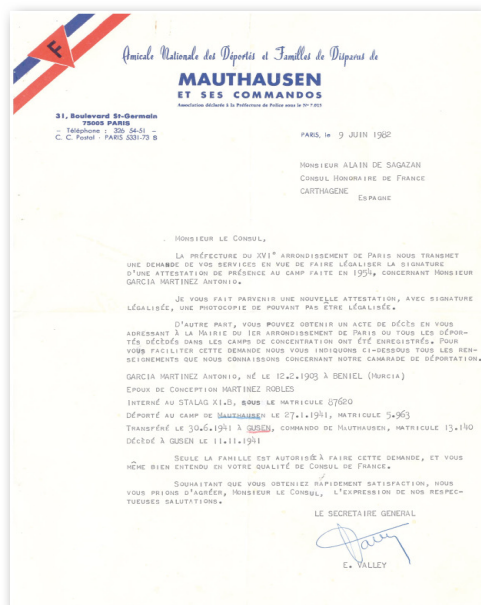 F
Amicale Nationale des Déportés et Familles de Disparus de
MAUTHAUSEN
ET SES COMMANDOS
Association déclarée à la Préfecture de Police sous le Nº 7.015
31, Boulevard St-Germain
75005 PARIS
– Téléphone : 326 54-51 –
C. C. Postal - PARIS 5331-73 B
PARIS, le 9 JUIN 1982
MONSIEUR ALAIN DE SAGAZAN
CONSUL HONORAIRE DE FRANCE
CARTHAGENE
ESPAGNE
MONSIEUR LE CONSUL,
LA PRÉFECTURE DU XVI° ARRONDISSEMENT DE PARIS NOUS TRANSMET
UNE DEMANDE DE VOS SERVICES EN VUE DE FAIRE LÉGALISER LA SIGNATURE
D'UNE ATTESTATION DE PRÉSENCE AU CAMP FAITE EN 1954, CONCERNANT MONSIEUR
GARCIA MARTINEZ ANTONIO.
JE VOUS FAIT PARVENIR UNE NOUVELLE ATTESTATION, AVEC SIGNATURE
LÉGALISÉE, UNE PHOTOCOPIE DE POUVANT PAS ÊTRE LÉGALISÉE.
D'AUTRE PART, VOUS POUVEZ OBTENIR UN ACTE DE DÉCÈS EN VOUS
ADRESSANT À LA MAIRIE DU IER ARRONDISSEMENT DE PARIS OU TOUS LES DÉPOR-
TÉS DÉCÉDÉS DANS LES CAMPS DE CONCENTRATION ONT ÉTÉ ENREGISTRÉS. POUR
VOUS FACILITER CETTE DEMANDE NOUS VOUS INDIQUONS CI-DESSOUS TOUS LES REN-
SEIGNEMENTS QUE NOUS CONNAISSONS CONCERNANT NOTRE CAMARADE DE DÉPORTATION.
GARCIA MARTINEZ ANTONIO, NÉ LE 12.2.1903 À BENIEL (MURCIA)
EPOUX DE CONCEPTION MARTINEZ ROBLES
INTERNÉ AU STALAG XI.B, SOUS LE MATRICULE 87620
DÉPORTÉ AU CAMP DE MAUTHAUSEN LE 27.1.1941, MATRICULE 5.963
TRANSFÉRÉ LE 30.6.1941 À GUSEN, COMMANDO DE MAUTHAUSEN, MATRICULE 13.140
DÉCÉDÉ À GUSEN LE 11.11.1941
SEULE LA FAMILLE EST AUTORISÉE À FAIRE CETTE DEMANDE, ET VOUS
MÊME BIEN ENTENDU EN VOTRE QUALITÉ DE CONSUL DE FRANCE.
SOUHAITANT QUE VOUS OBTENIEZ RAPIDEMENT SATISFACTION, NOUS
VOUS PRIONS D'AGRÉER, MONSIEUR LE CONSUL, L'EXPRESSION DE NOS RESPEC-
TUEUSES SALUTATIONS.
LE SECRETAIRE GENERAL
E. VALLEY